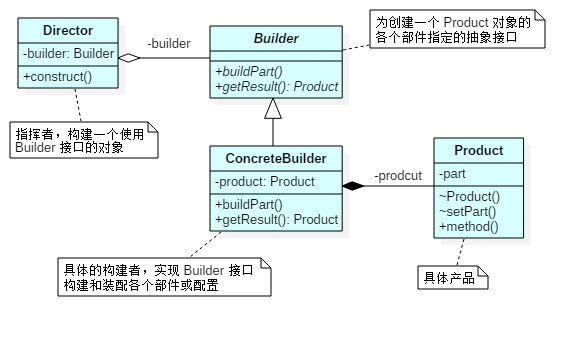 Director
-builder: Builder
+construct()
-builder
Builder
+buildPart()
+getResult(): Product
为创建一个 Product 对象的
各个部件指定的抽象接口
指挥者，构建一个使用
Builder 接口的对象
ConcreteBuilder
-product: Product
+buildPart()
+getResult(): Product
-prodcut
Product
-part
~Product()
~setPart()
+method()
具体的构建者，实现 Builder 接口
构建和装配各个部件或配置
具体产品